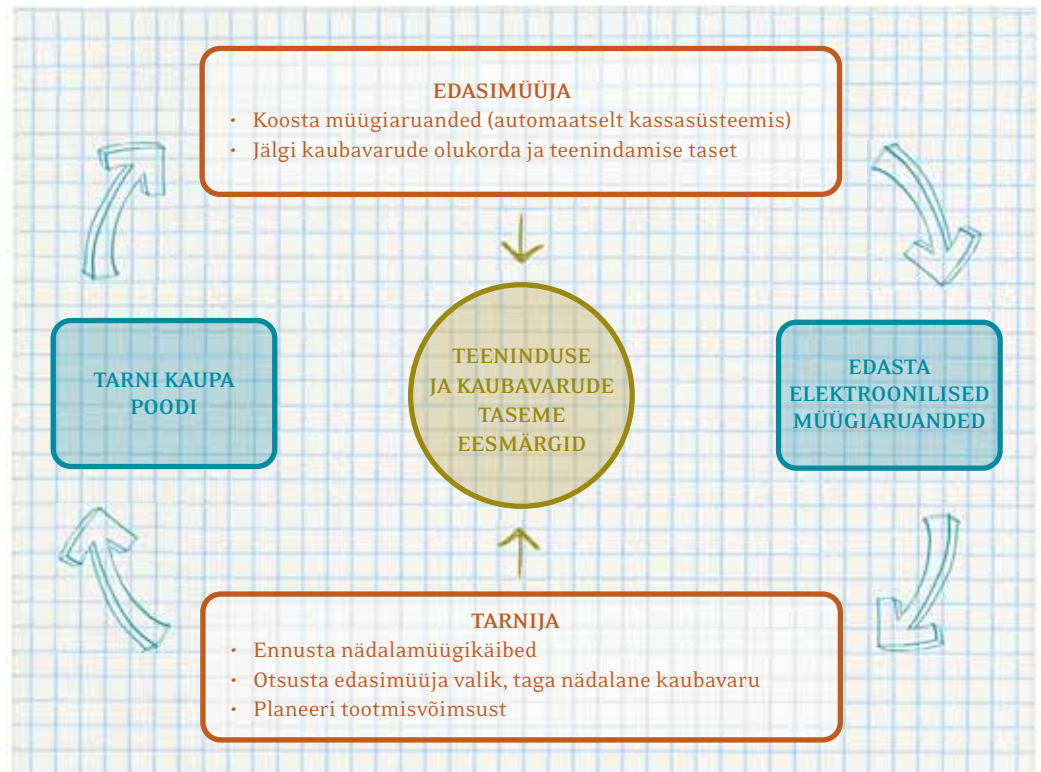 EDASIMÜÜJA
• Koosta müügiaruanded (automaatselt kassasüsteemis)
• Jälgi kaubavarude olukorda ja teenindamise taset
TARNI KAUPA
POODI
TEENINDUSE
JA KAUBAVARUDE
TASEME
EESMÄRGID
EDASTA
ELEKTROONILISED
MÜÜGIARUANDED
TARNIJA
• Ennusta nädalamüügikäibed
• Otsusta edasimüüja valik, taga nädalane kaubavaru
• Planeeri tootmisvõimsust